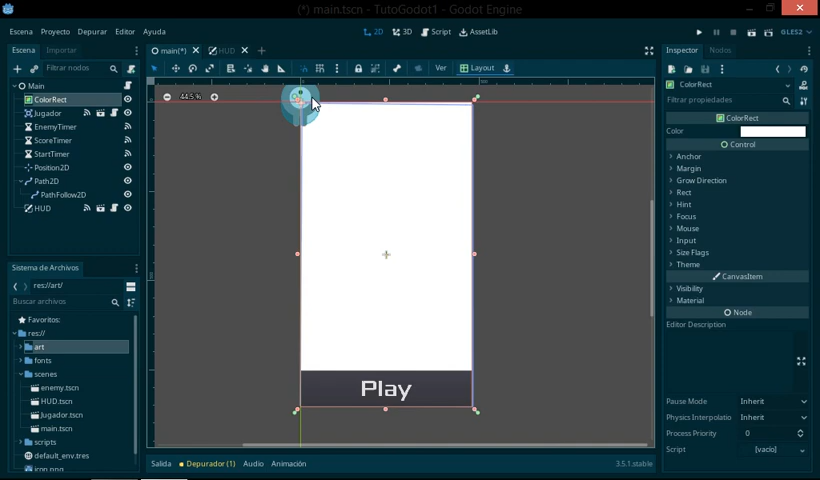 (*) main.tscn - TutoGodot1 - Godot Engine
Escena Proyecto Depurar Editor Ayuda
2D 3D Script AssetLib
GLES2
Escena Importar
main(*) HUD
Inspector Nodos
Filtrar nodos
Ver Layout
Main
ColorRect
Jugador
EnemyTimer
ScoreTimer
StartTimer
Position2D
Path2D
PathFollow2D
HUD
44.5 %
500
Play
Sistema de Archivos
res://art/
Buscar archivos
Favoritos:
res://
art
fonts
scenes
enemy.tscn
HUD.tscn
Jugador.tscn
main.tscn
scripts
default_env.tres
icon.png
Salida Depurador (1) Audio Animación
3.5.1.stable
ColorRect
Filtrar propiedades
ColorRect
Color
Control
Anchor
Margin
Grow Direction
Rect
Hint
Focus
Mouse
Input
Size Flags
Theme
CanvasItem
Visibility
Material
Node
Editor Description
Pause Mode Inherit
Physics Interpolatio Inherit
Process Priority 0
Script [vacío]